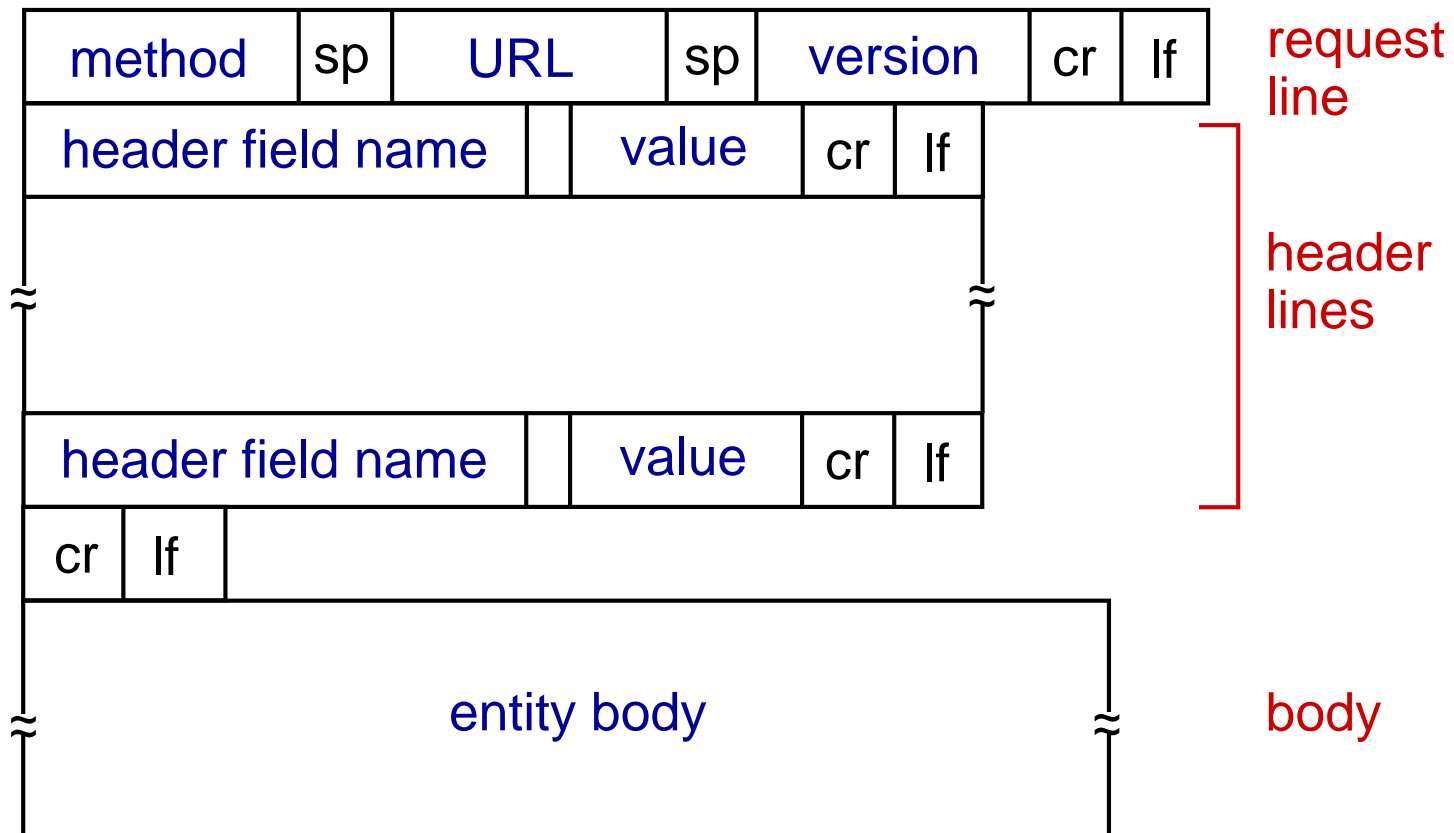 method sp URL sp version cr lf request
line
header field name value cr lf
header
lines
header field name value cr lf
cr lf
entity body body